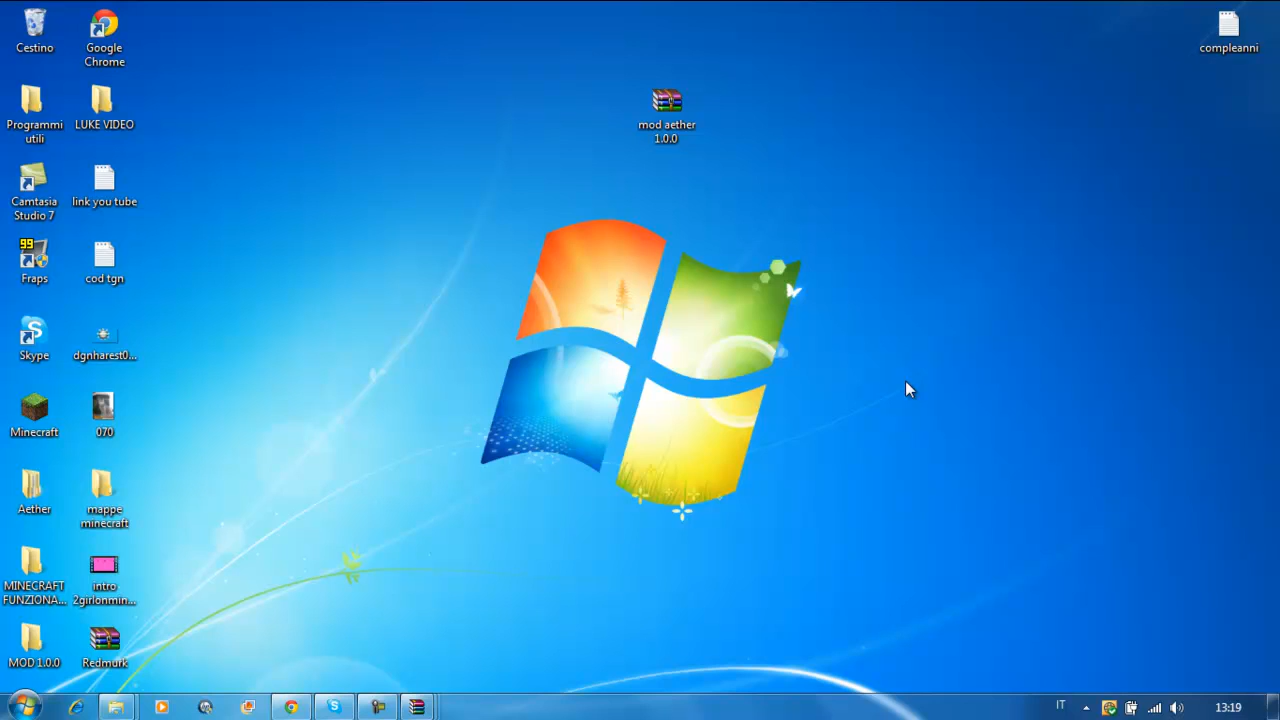 Cestino
Google
Chrome
compleanni
Programmi
utili
LUKE VIDEO
mod aether
1.0.0
Camtasia
Studio 7
link you tube
99
Fraps
cod tgn
Skype
dgnharest0...
Minecraft
070
Aether
mappe
minecraft
MINECRAFT
FUNZIONA...
intro
2girlonmin...
MOD 1.0.0
Redmurk
IT
13:19